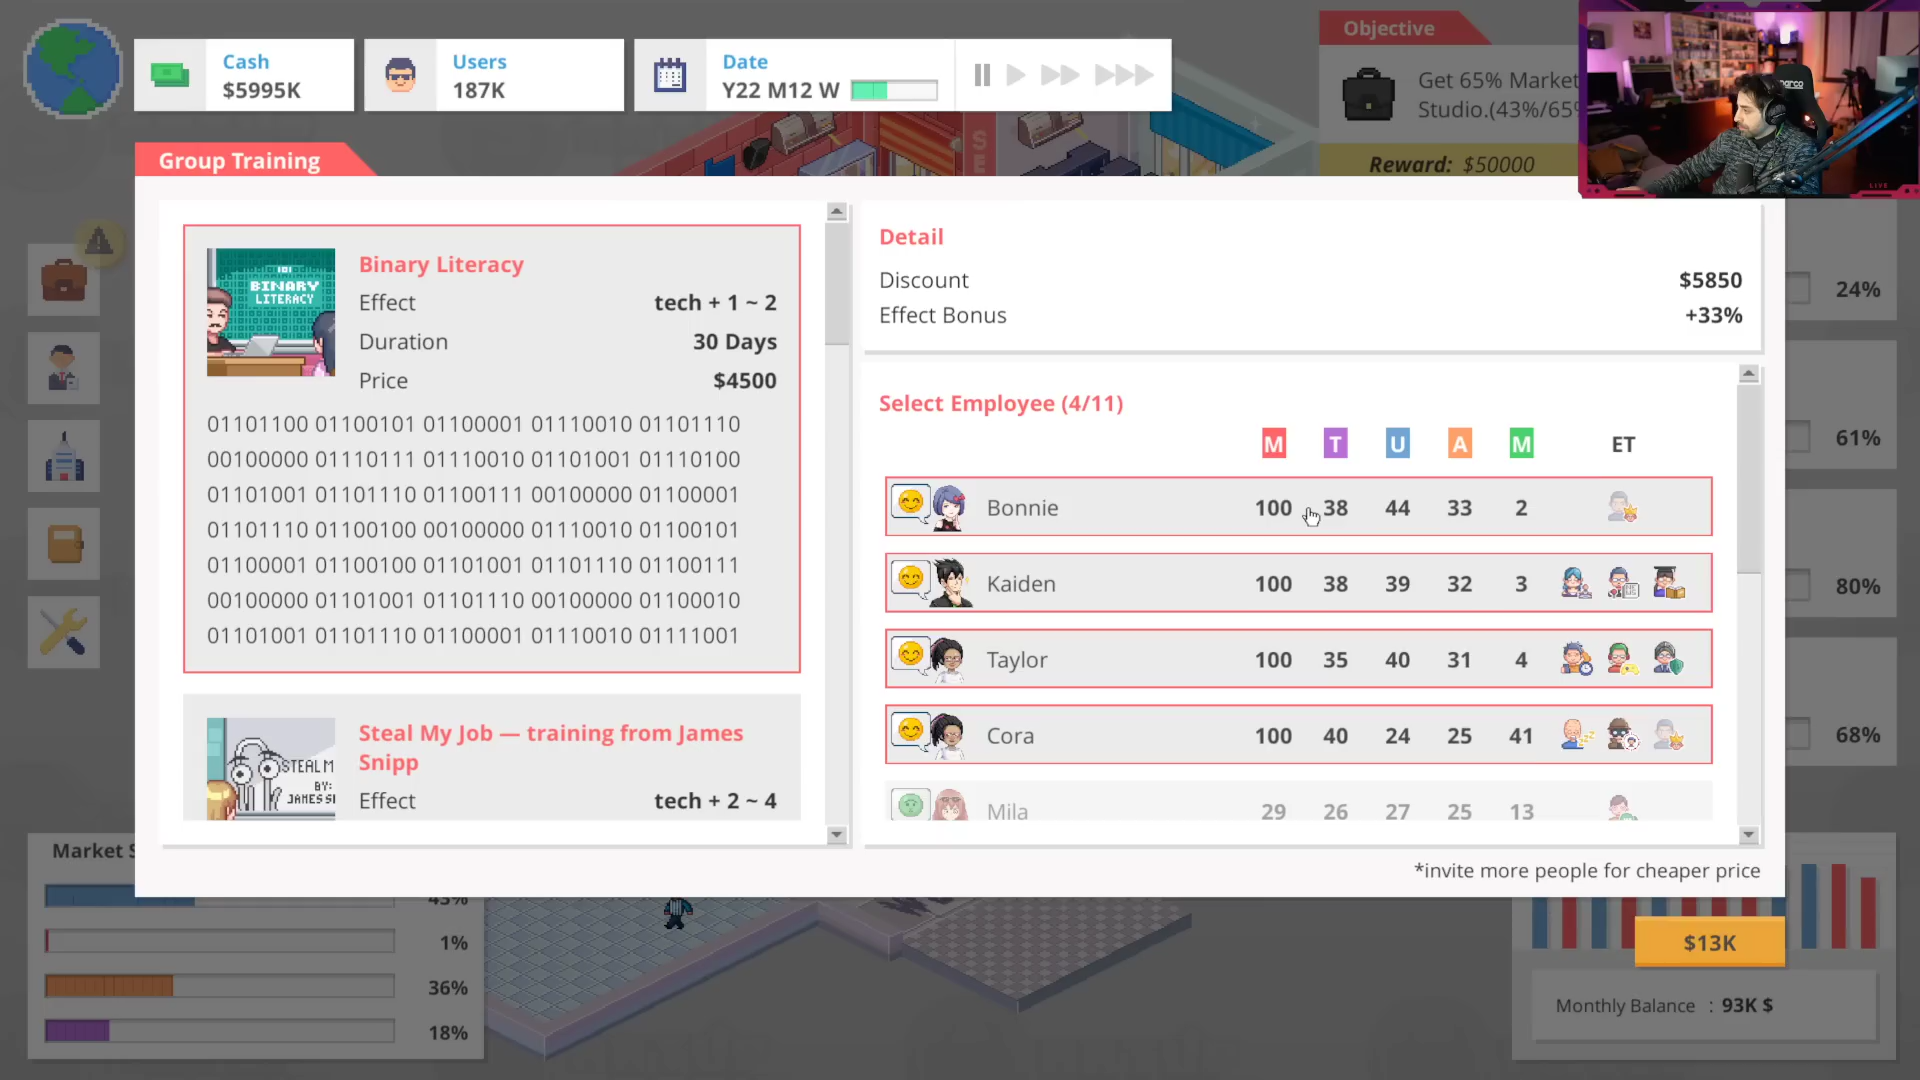 Cash
$5995K
Users
187K
Date
Y22 M12 W
Objective
Get 65% Market
Studio.(43%/65%
Reward: $50000
Group Training
BINARY
LITERACY
Binary Literacy
Effect
tech + 1 ~ 2
Duration
30 Days
Price
$4500
01101100 01100101 01100001 01110010 01101110
00100000 01110111 01110010 01101001 01110100
01101001 01101110 01100111 00100000 01100001
01101110 01100100 00100000 01110010 01100101
01100001 01100100 01101001 01101110 01100111
00100000 01101001 01101110 00100000 01100010
01101001 01101110 01100001 01110010 01111001
STEAL M
BY:
JAMES S
Steal My Job — training from James
Snipp
Effect
tech + 2 ~ 4
Detail
Discount
$5850
Effect Bonus
+33%
Select Employee (4/11)
M T U A M ET
Bonnie 100 38 44 33 2
Kaiden 100 38 39 32 3
Taylor 100 35 40 31 4
Cora 100 40 24 25 41
Mila 29 26 27 25 13
*invite more people for cheaper price
24%
61%
80%
68%
Market S
43%
1%
36%
18%
$13K
Monthly Balance : 93K $
LIVE